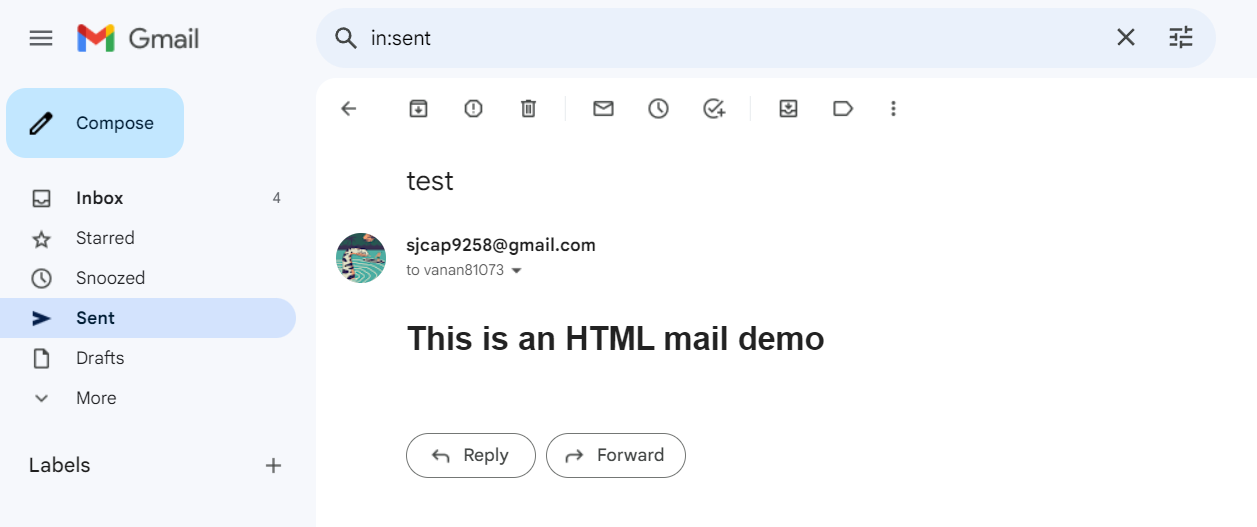 Gmail
in:sent
Compose
Inbox 4
Starred
Snoozed
Sent
Drafts
More
Labels
test
sjcap9258@gmail.com
to vanan81073
This is an HTML mail demo
Reply
Forward